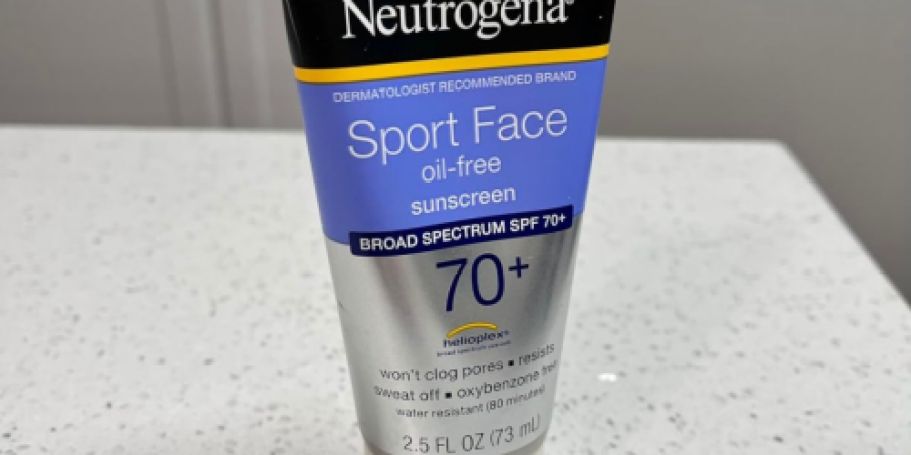 Neutrogena®
DERMATOLOGIST RECOMMENDED BRAND
Sport Face
oil-free
sunscreen
BROAD SPECTRUM SPF 70+
70+
helioplex®
won't clog pores ▪ resists
sweat off ▪ oxybenzone free
water resistant (80 minutes)
2.5 FL OZ (73 mL)